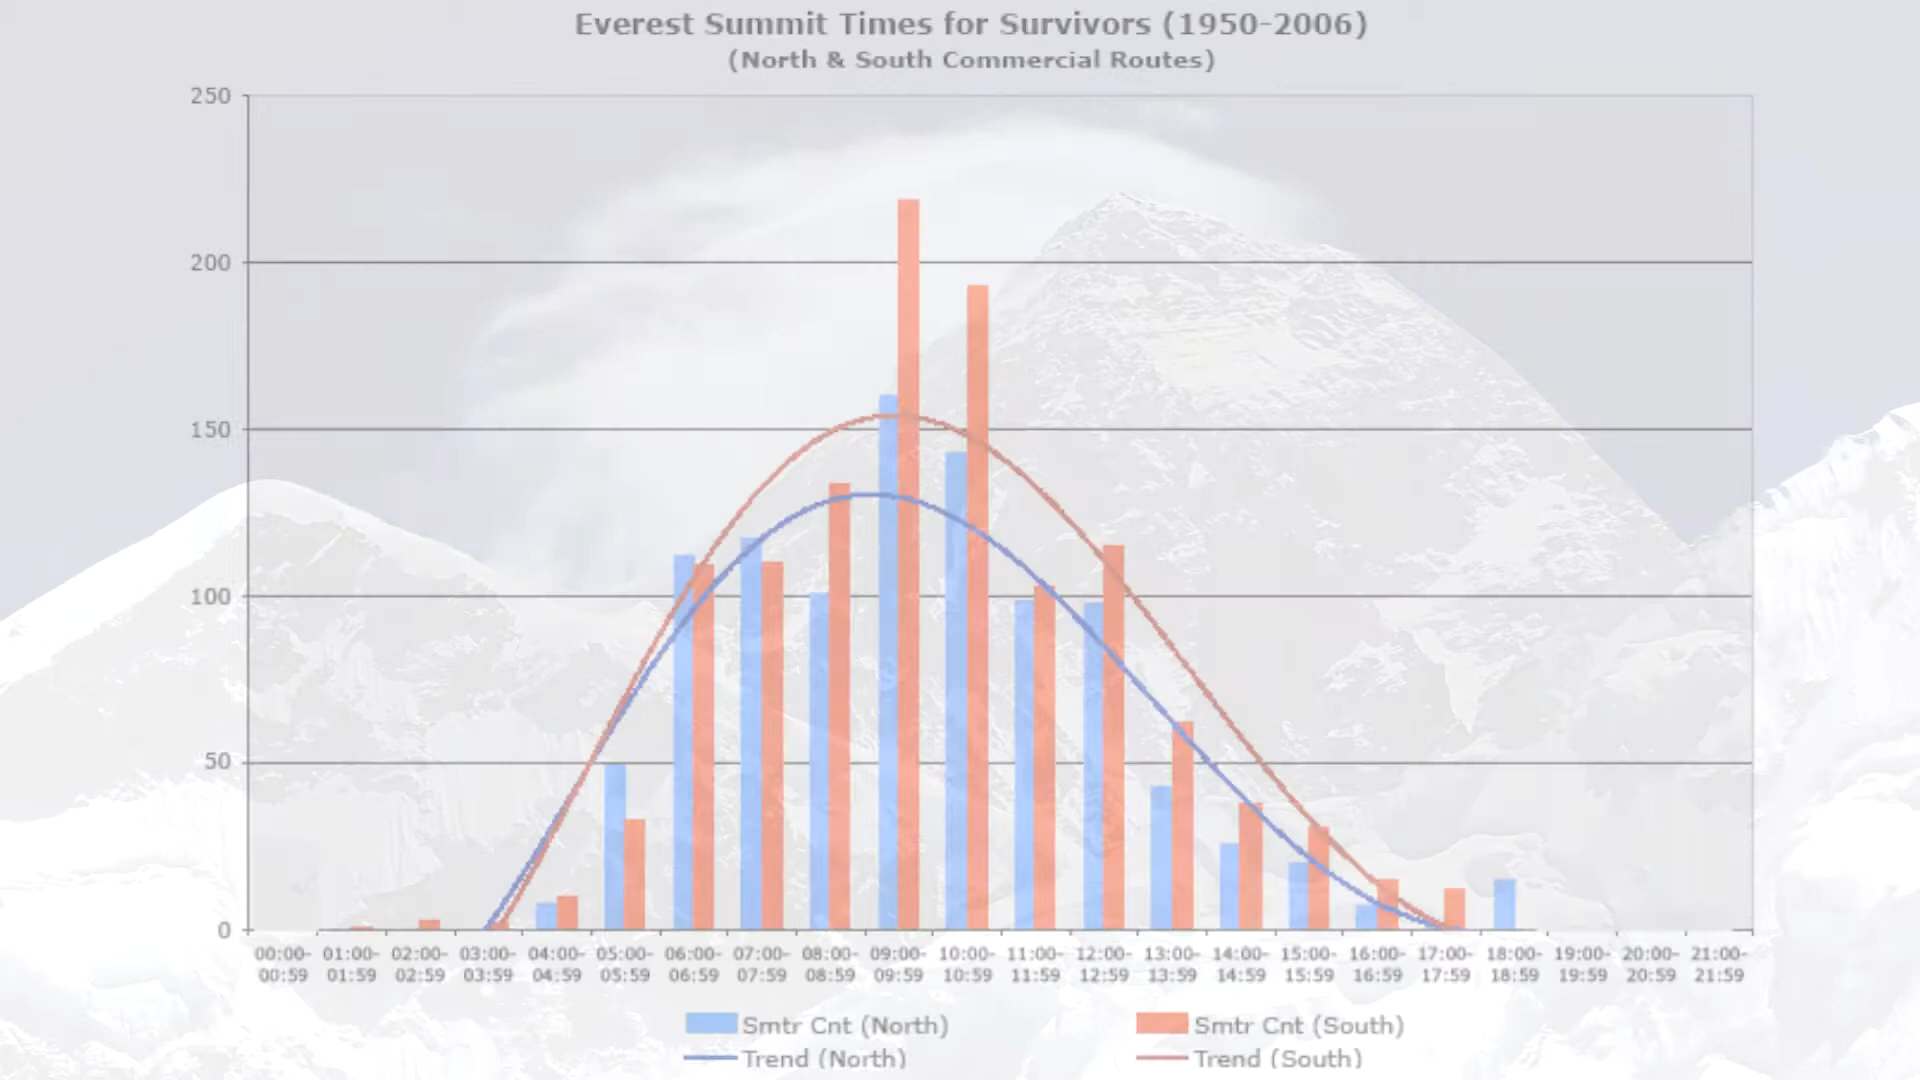 Everest Summit Times for Survivors (1950-2006)
(North & South Commercial Routes)
250
200
150
100
50
0
00:00- 01:00- 02:00- 03:00- 04:00- 05:00- 06:00- 07:00- 08:00- 09:00- 10:00- 11:00- 12:00- 13:00- 14:00- 15:00- 16:00- 17:00- 18:00- 19:00- 20:00- 21:00-
00:59 01:59 02:59 03:59 04:59 05:59 06:59 07:59 08:59 09:59 10:59 11:59 12:59 13:59 14:59 15:59 16:59 17:59 18:59 19:59 20:59 21:59
Smtr Cnt (North) Smtr Cnt (South)
Trend (North) Trend (South)